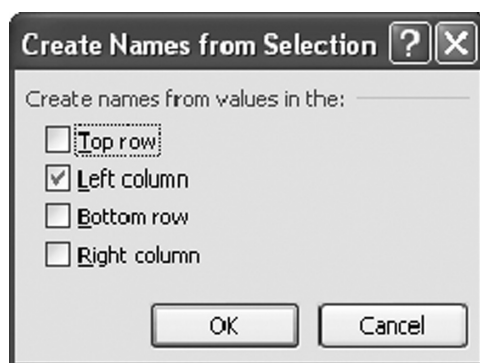 Create Names from Selection ? X
Create names from values in the:
Top row
Left column
Bottom row
Right column
OK Cancel